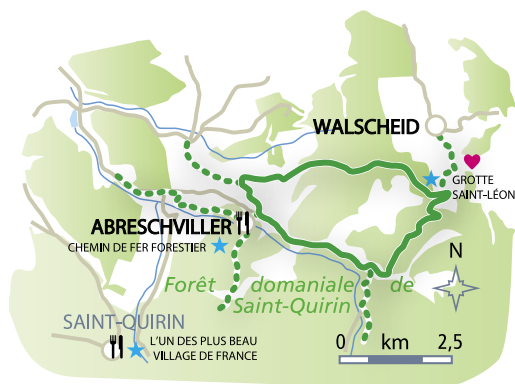 WALSCHEID
GROTTE
SAINT-LÉON
ABRESCHVILLER
CHEMIN DE FER FORESTIER
N
Forêt domaniale de
Saint-Quirin
SAINT-QUIRIN
L'UN DES PLUS BEAU
VILLAGE DE FRANCE
0 km 2,5